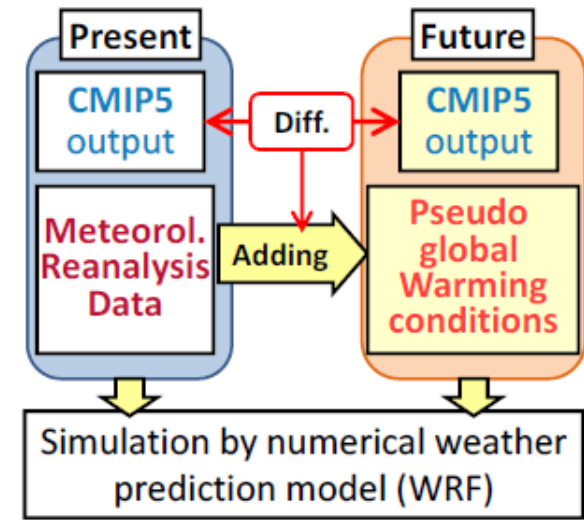 Present
Future
CMIP5
output
Diff.
CMIP5
output
Meteorol.
Reanalysis
Data
Adding
Pseudo
global
Warming
conditions
Simulation by numerical weather
prediction model (WRF)